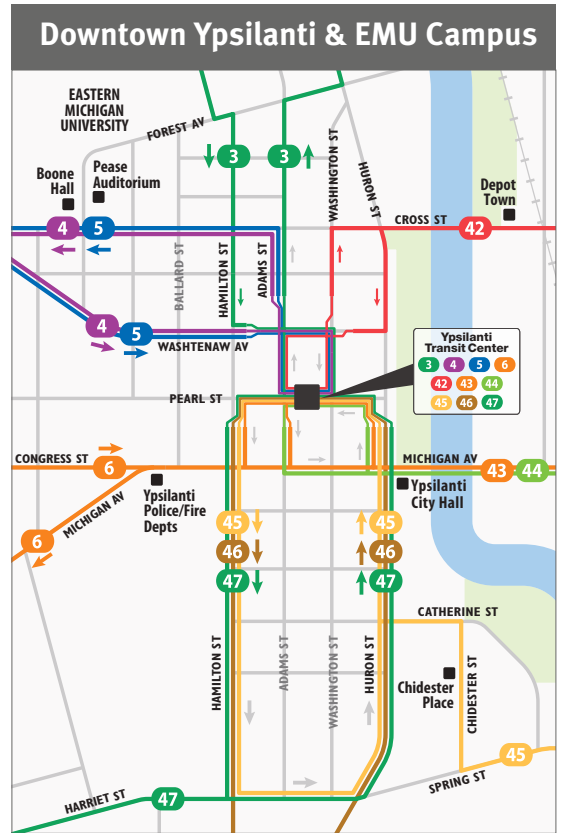 Downtown Ypsilanti & EMU Campus
EASTERN
MICHIGAN
UNIVERSITY
FOREST AV
3
3
WASHINGTON ST
HURON ST
Boone
Hall
Pease
Auditorium
Depot
Town
4
5
CROSS ST
42
BALLARD ST
HAMILTON ST
ADAMS ST
4
5
WASHTENAW AV
Ypsilanti
Transit Center
3
4
5
6
42
43
44
45
46
47
PEARL ST
CONGRESS ST
6
MICHIGAN AV
43
44
MICHIGAN AV
6
Ypsilanti
Police/Fire
Depts
Ypsilanti
City Hall
45
45
46
46
47
47
CATHERINE ST
HAMILTON ST
ADAMS ST
WASHINGTON ST
HURON ST
Chidester
Place
CHIDESTER ST
45
SPRING ST
HARRIET ST
47